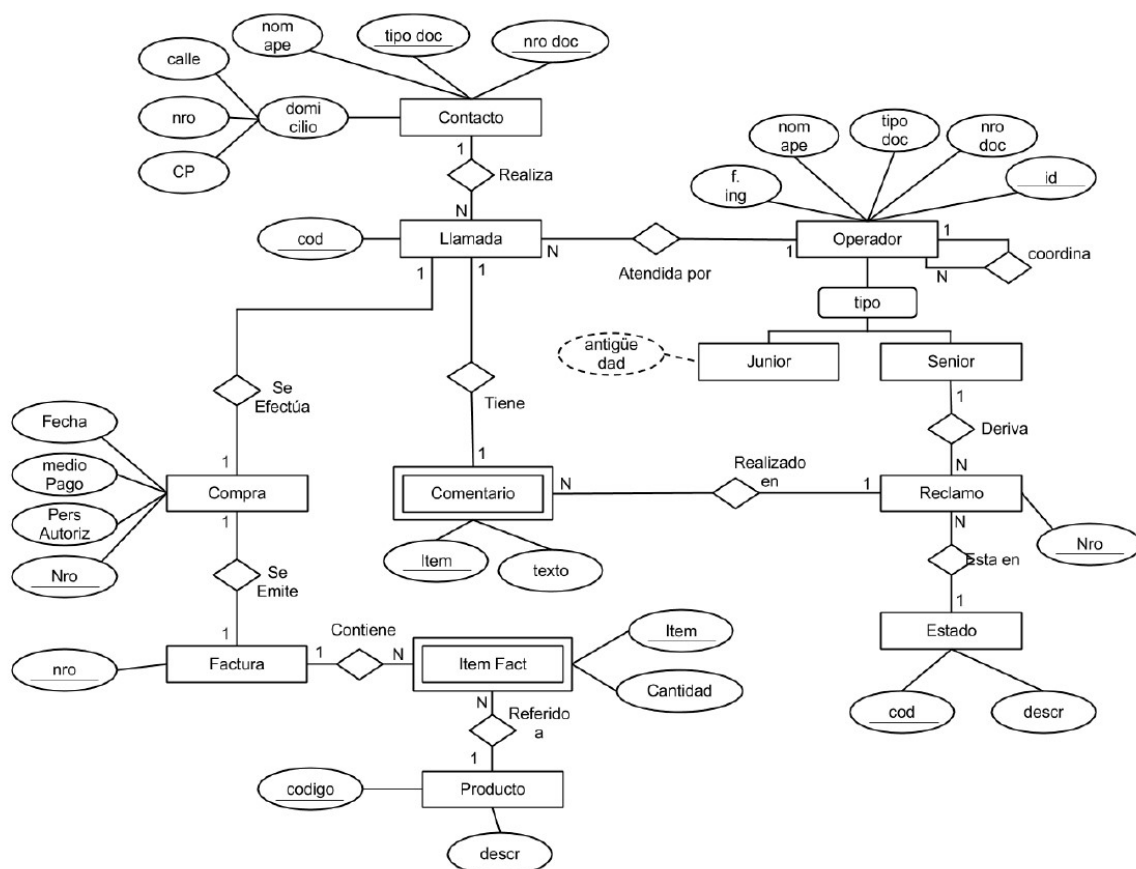 nom
ape
tipo doc
nro doc
calle
nro
domi
cilio
CP
Contacto
1
Realiza
N
cod
Llamada
N
Atendida por
1
nom
ape
tipo
doc
nro
doc
f.
ing
id
Operador
1
N
coordina
tipo
antigüe
dad
Junior
Senior
1
1
1
Deriva
N
Se
Efectúa
Tiene
1
1
Fecha
medio
Pago
Pers
Autoriz
Nro
Compra
Comentario
N
Realizado
en
1
Reclamo
Item
texto
Nro
N
Esta en
1
1
Se
Emite
1
Estado
cod
descr
nro
Factura
1
Contiene
N
Item Fact
Item
Cantidad
N
Referido
a
1
codigo
Producto
descr